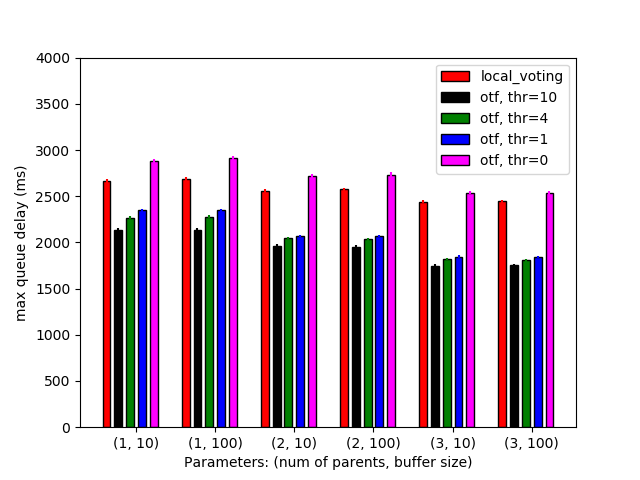 4000
3500
3000
2500
2000
1500
1000
500
0
max queue delay (ms)
local_voting
otf, thr=10
otf, thr=4
otf, thr=1
otf, thr=0
(1, 10) (1, 100) (2, 10) (2, 100) (3, 10) (3, 100)
Parameters: (num of parents, buffer size)